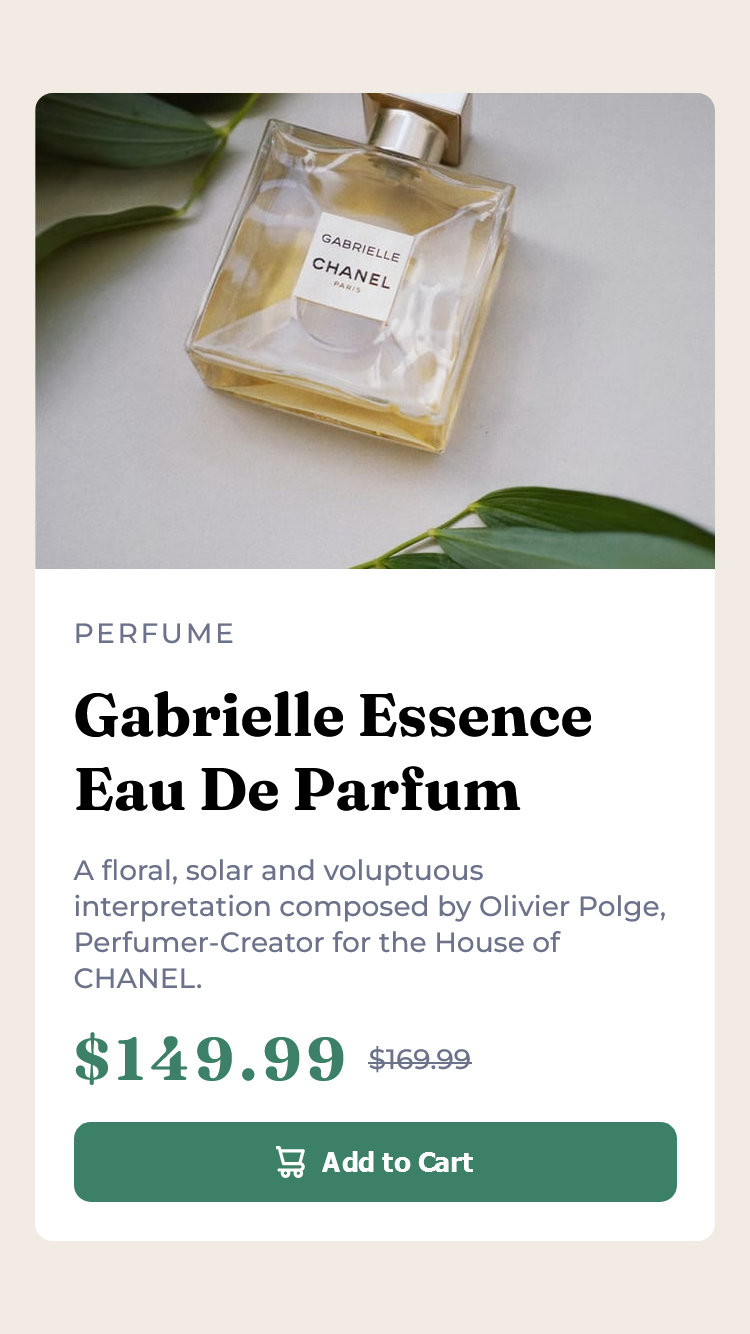 GABRIELLE
CHANEL
PARIS
PERFUME
Gabrielle Essence
Eau De Parfum
A floral, solar and voluptuous
interpretation composed by Olivier Polge,
Perfumer-Creator for the House of
CHANEL.
$149.99 $169.99
Add to Cart